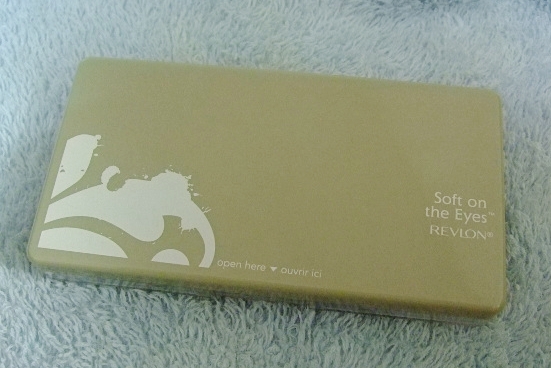 Soft on
the Eyes™
REVLON®
open here ▼ ouvrir ici